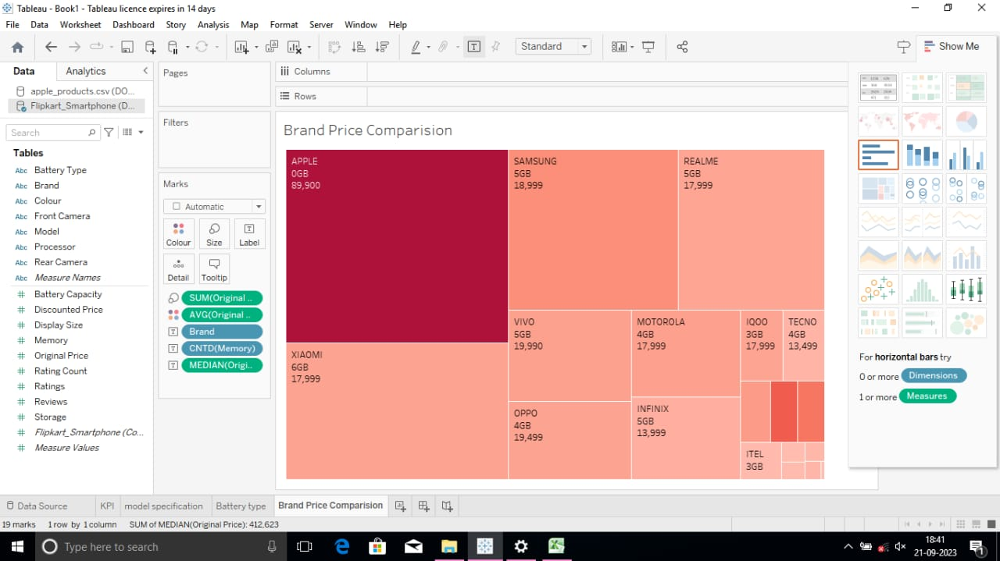 Tableau - Book1 - Tableau licence expires in 14 days
File Data Worksheet Dashboard Story Analysis Map Format Server Window Help
Standard
Show Me
Data Analytics
apple_products.csv (DO...
Flipkart_Smartphone (D...
Search
Tables
Abc Battery Type
Abc Brand
Abc Colour
Abc Front Camera
Abc Model
Abc Processor
Abc Rear Camera
Abc Measure Names
Battery Capacity
Discounted Price
Display Size
Memory
Original Price
Rating Count
Ratings
Reviews
Storage
Flipkart_Smartphone (Co...
Measure Values
Pages
Filters
Marks
Automatic
Colour Size Label
Detail Tooltip
SUM(Original ..
AVG(Original ..
Brand
CNTD(Memory)
MEDIAN(Origi..
Columns
Rows
Brand Price Comparision
APPLE
0GB
89,900
SAMSUNG
5GB
18,999
REALME
5GB
17,999
XIAOMI
6GB
17,999
VIVO
5GB
19,990
MOTOROLA
4GB
17,999
IQOO
3GB
17,999
TECNO
4GB
13,499
OPPO
4GB
19,499
INFINIX
5GB
13,999
ITEL
3GB
For horizontal bars try
0 or more Dimensions
1 or more Measures
Data Source KPI model specification Battery type Brand Price Comparision
19 marks 1 row by 1 column SUM of MEDIAN(Original Price): 412,623
Type here to search
18:41
21-09-2023
1